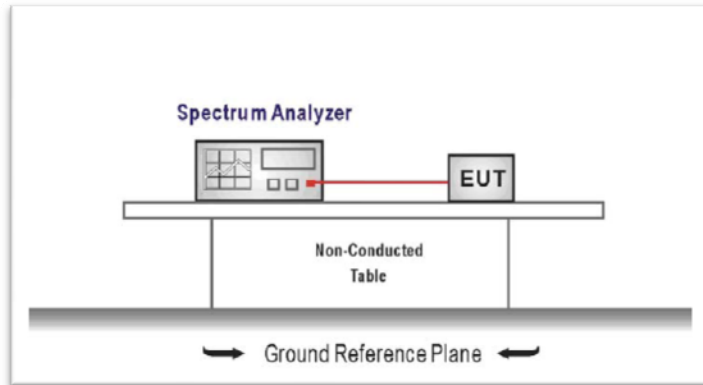 Spectrum Analyzer
EUT
Non-Conducted
Table
Ground Reference Plane